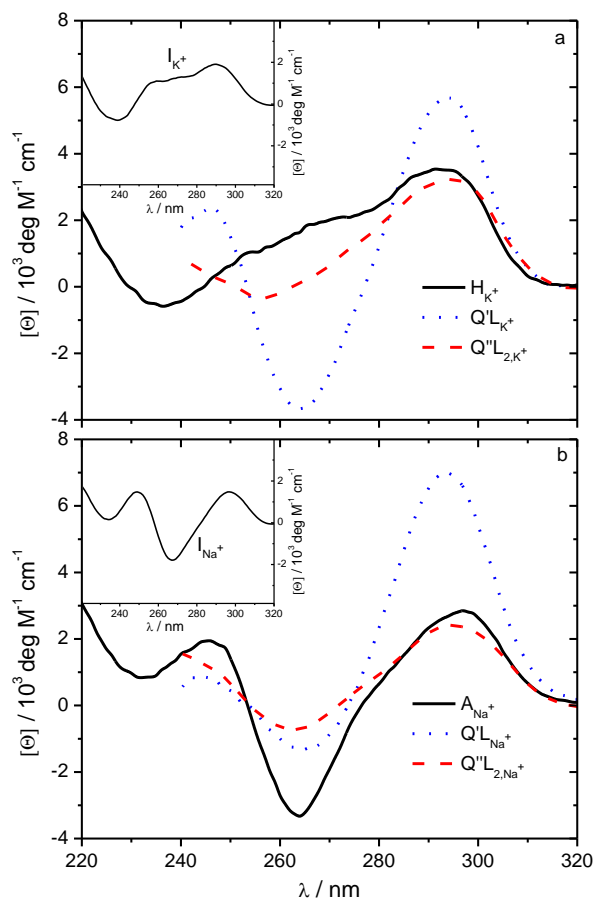 a
8
6
4
2
0
-2
-4
[Θ] / 10³ deg M⁻¹ cm⁻¹
I_K⁺
2
0
-2
[Θ] / 10³ deg M⁻¹ cm⁻¹
240 260 280 300 320
λ / nm
H_K⁺
Q'L_K⁺
Q''L_2,K⁺
b
8
6
4
2
0
-2
-4
[Θ] / 10³ deg M⁻¹ cm⁻¹
I_Na⁺
2
0
-2
[Θ] / 10³ deg M⁻¹ cm⁻¹
220 240 260 280 300 320
λ / nm
A_Na⁺
Q'L_Na⁺
Q''L_2,Na⁺
220 240 260 280 300 320
λ / nm